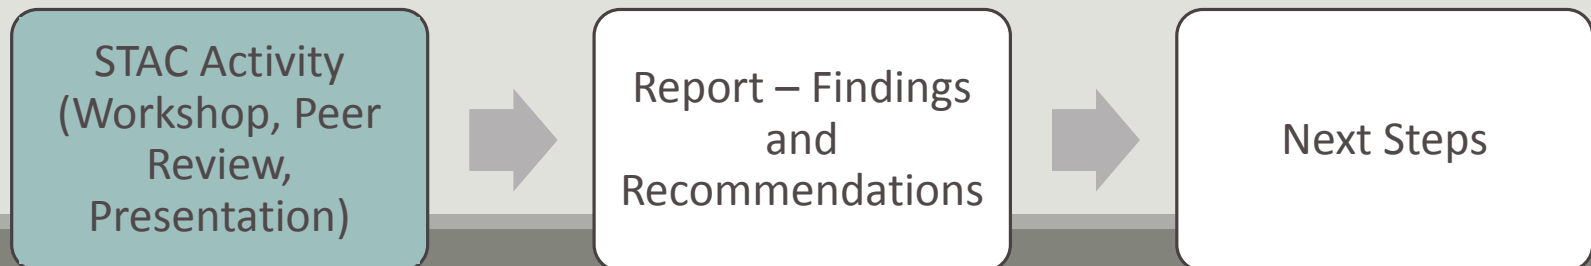 STAC Activity
(Workshop, Peer
Review,
Presentation)
Report – Findings
and
Recommendations
Next Steps